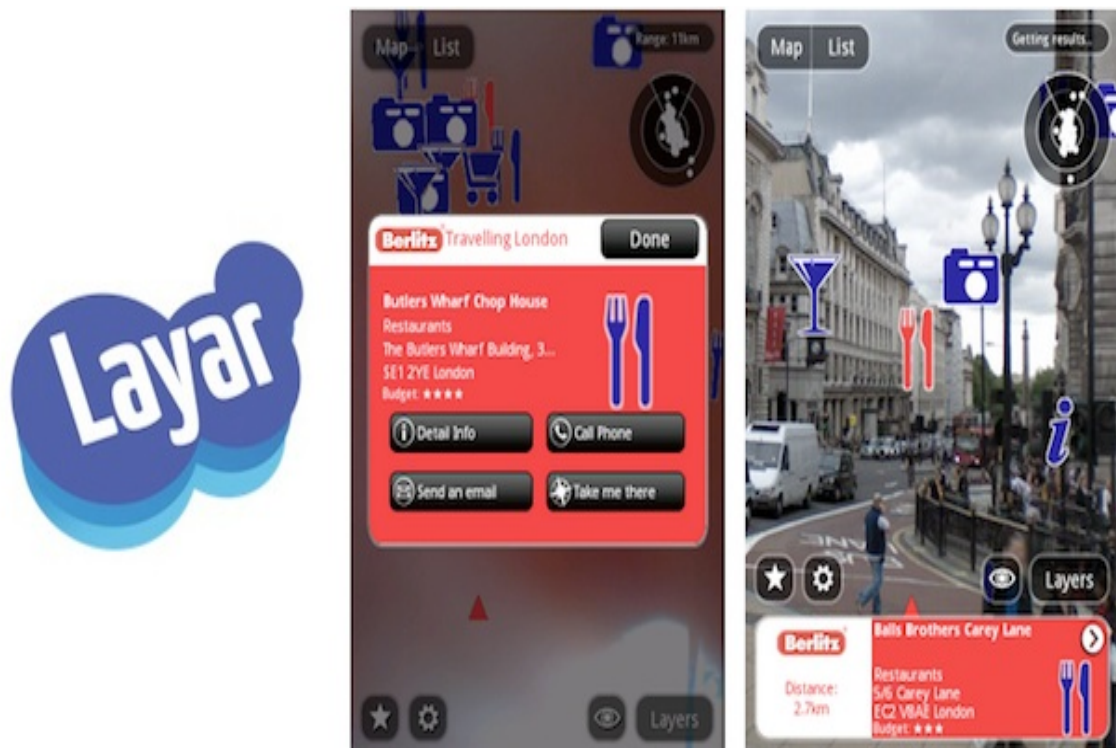 Layar
Map List
Range: 11km
Berlitz Travelling London
Done
Butlers Wharf Chop House
Restaurants
The Butlers Wharf Building, 3...
SE1 2YE London
Budget: ★★★★
Detail Info
Call Phone
Send an email
Take me there
Layers
Map List
Getting results...
BUS
LANE
Layers
Berlitz
Distance:
2.7km
Balls Brothers Carey Lane
Restaurants
5/6 Carey Lane
EC2 V8AE London
Budget: ★★★